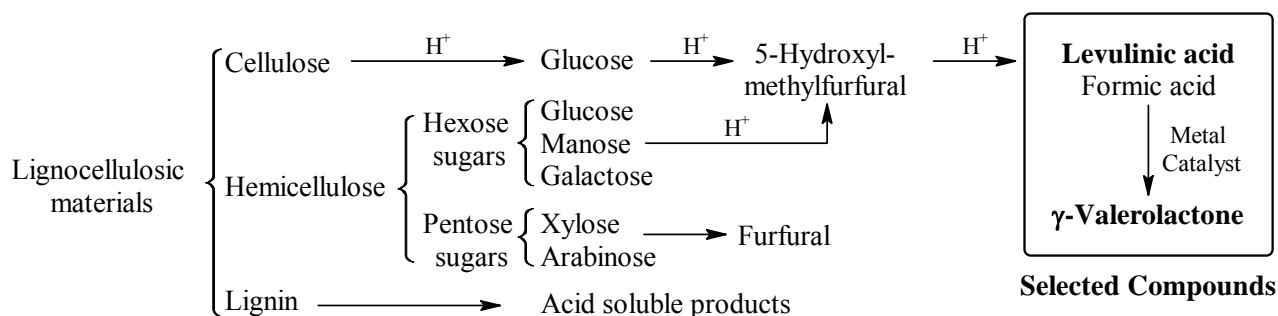 Lignocellulosic
materials
Cellulose
H+
Glucose
H+
5-Hydroxyl-
methylfurfural
H+
Levulinic acid
Formic acid
Metal
Catalyst
γ-Valerolactone
Selected Compounds
Hemicellulose
Hexose
sugars
Glucose
Manose
Galactose
H+
Pentose
sugars
Xylose
Arabinose
Furfural
Lignin
Acid soluble products